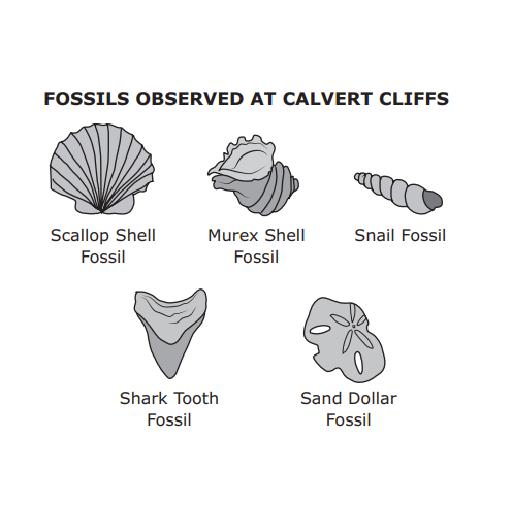 FOSSILS OBSERVED AT CALVERT CLIFFS
Scallop Shell
Fossil
Murex Shell
Fossil
Snail Fossil
Shark Tooth
Fossil
Sand Dollar
Fossil